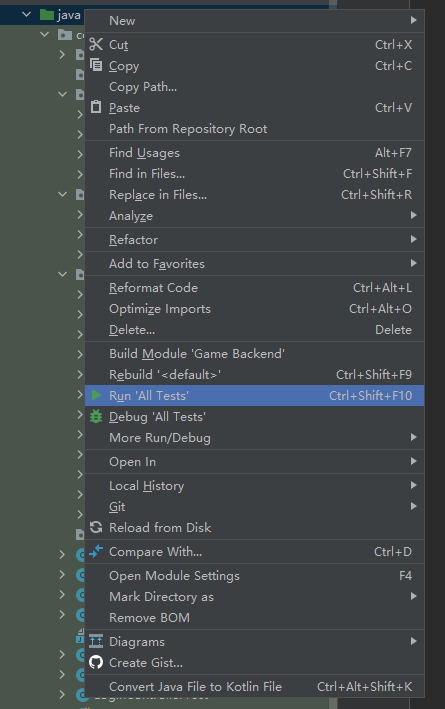 java
New
Cut Ctrl+X
Copy Ctrl+C
Copy Path...
Paste Ctrl+V
Path From Repository Root
Find Usages Alt+F7
Find in Files... Ctrl+Shift+F
Replace in Files... Ctrl+Shift+R
Analyze
Refactor
Add to Favorites
Reformat Code Ctrl+Alt+L
Optimize Imports Ctrl+Alt+O
Delete... Delete
Build Module 'Game Backend'
Rebuild '<default>' Ctrl+Shift+F9
Run 'All Tests' Ctrl+Shift+F10
Debug 'All Tests'
More Run/Debug
Open In
Local History
Git
Reload from Disk
Compare With... Ctrl+D
Open Module Settings F4
Mark Directory as
Remove BOM
Diagrams
Create Gist...
Convert Java File to Kotlin File Ctrl+Alt+Shift+K